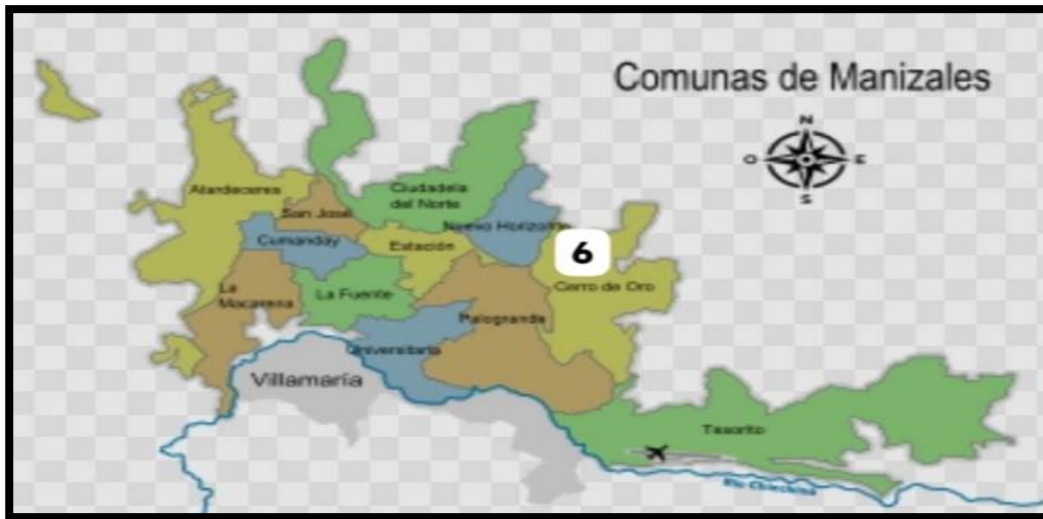 Comunas de Manizales
N
O
E
S
Atardeceres
San José
Ciudadela
del Norte
Nuevo Horizonte
Cumanday
Estación
6
Cerro de Oro
La
Macarena
La Fuente
Palogrande
Universitaria
Villamaría
Tesorito
Río Chinchiná